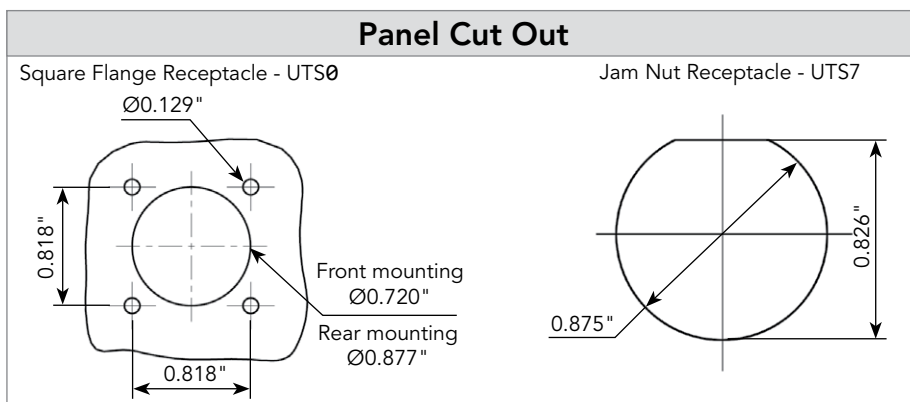 Panel Cut Out
Square Flange Receptacle - UTS0
Jam Nut Receptacle - UTS7
Ø0.129"
0.818"
Front mounting
Ø0.720"
Rear mounting
Ø0.877"
0.818"
0.826"
0.875"